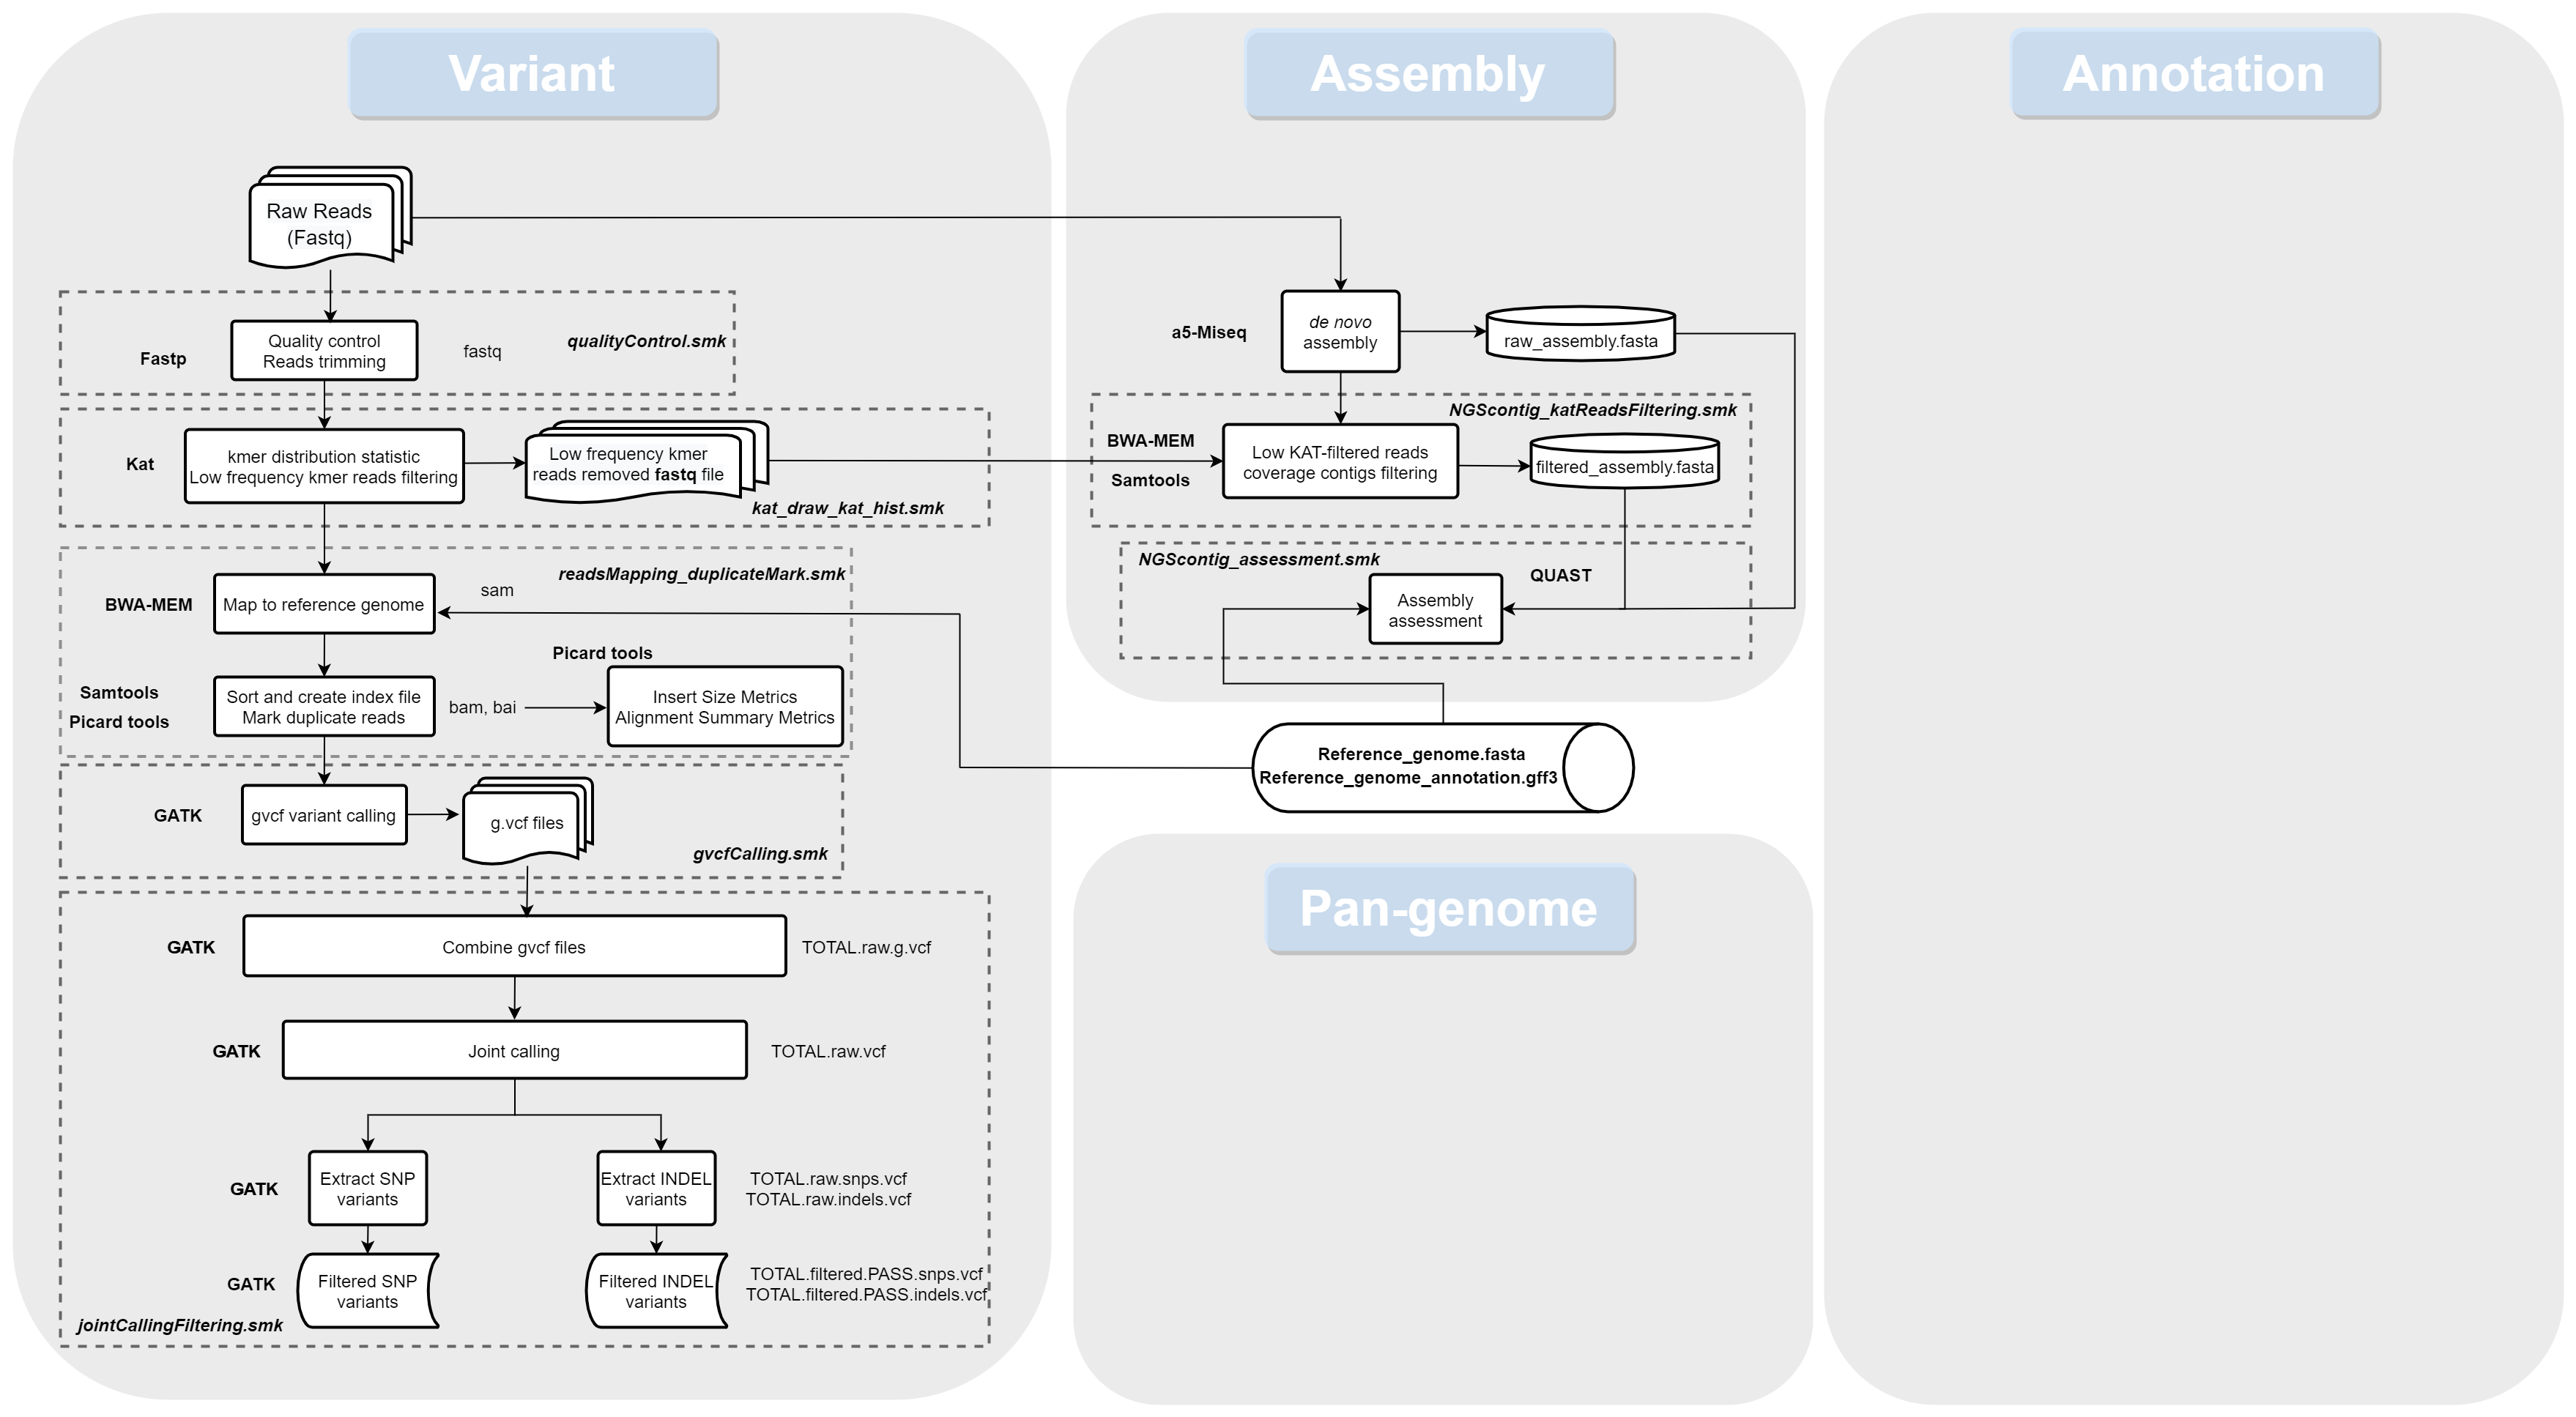 Variant
Raw Reads
(Fastq)
Fastp
Quality control
Reads trimming
fastq
qualityControl.smk
Kat
kmer distribution statistic
Low frequency kmer reads filtering
Low frequency kmer
reads removed fastq file
kat_draw_kat_hist.smk
readsMapping_duplicateMark.smk
BWA-MEM
Map to reference genome
sam
Picard tools
Samtools
Picard tools
Sort and create index file
Mark duplicate reads
bam, bai
Insert Size Metrics
Alignment Summary Metrics
GATK
gvcf variant calling
g.vcf files
gvcfCalling.smk
GATK
Combine gvcf files
TOTAL.raw.g.vcf
GATK
Joint calling
TOTAL.raw.vcf
GATK
Extract SNP
variants
Extract INDEL
variants
TOTAL.raw.snps.vcf
TOTAL.raw.indels.vcf
GATK
Filtered SNP
variants
Filtered INDEL
variants
TOTAL.filtered.PASS.snps.vcf
TOTAL.filtered.PASS.indels.vcf
jointCallingFiltering.smk
Assembly
a5-Miseq
de novo
assembly
raw_assembly.fasta
NGScontig_katReadsFiltering.smk
BWA-MEM
Samtools
Low KAT-filtered reads
coverage contigs filtering
filtered_assembly.fasta
NGScontig_assessment.smk
QUAST
Assembly
assessment
Reference_genome.fasta
Reference_genome_annotation.gff3
Pan-genome
Annotation